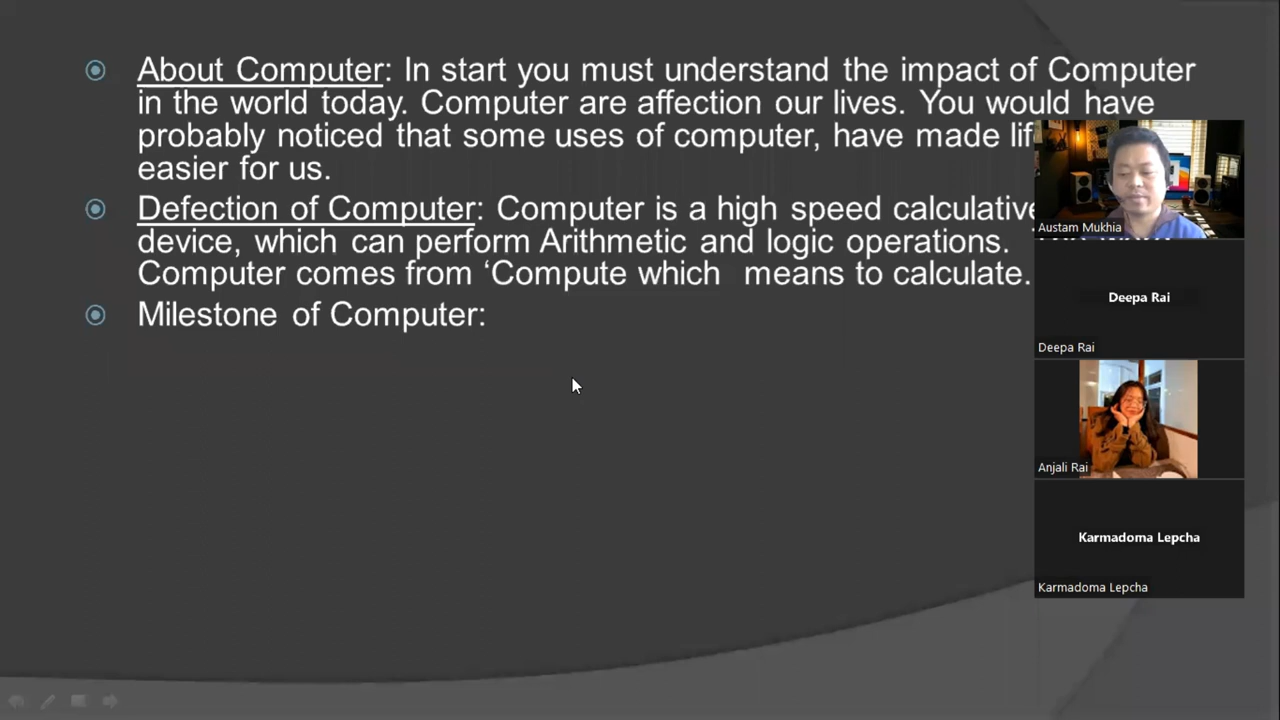 About Computer: In start you must understand the impact of Computer
in the world today. Computer are affection our lives. You would have
probably noticed that some uses of computer, have made
easier for us.
Defection of Computer: Computer is a high speed calculative
device, which can perform Arithmetic and logic operations.
Computer comes from ‘Compute which means to calculate.
Milestone of Computer:
Austam Mukhia
Deepa Rai
Deepa Rai
Anjali Rai
Karmadoma Lepcha
Karmadoma Lepcha